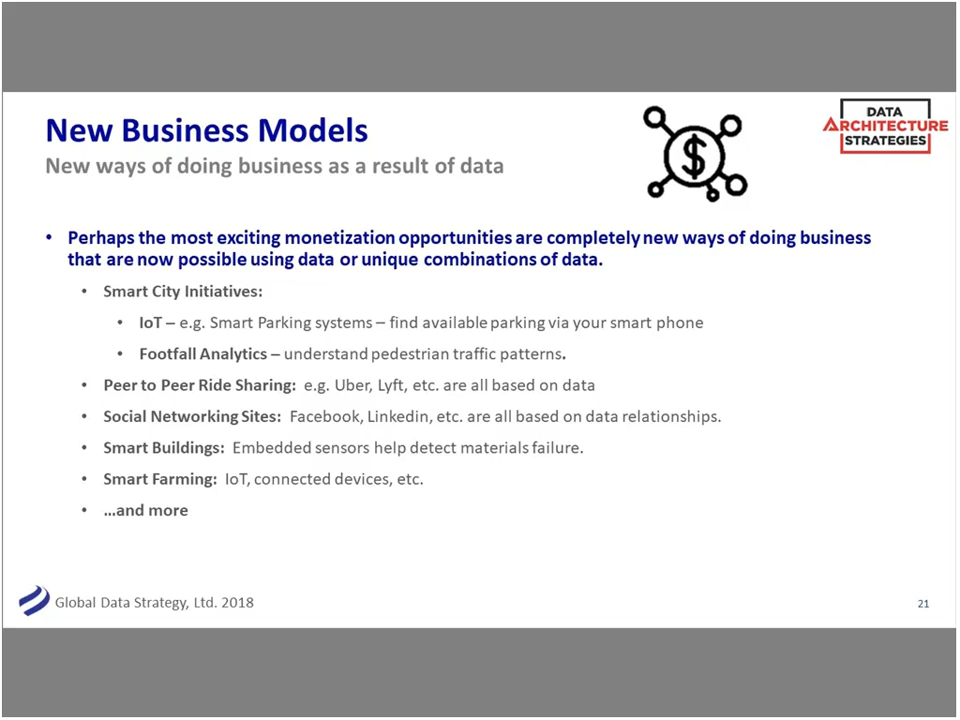 New Business Models
New ways of doing business as a result of data
$
DATA
ARCHITECTURE
STRATEGIES
• Perhaps the most exciting monetization opportunities are completely new ways of doing business
that are now possible using data or unique combinations of data.
• Smart City Initiatives:
• IoT – e.g. Smart Parking systems – find available parking via your smart phone
• Footfall Analytics – understand pedestrian traffic patterns.
• Peer to Peer Ride Sharing: e.g. Uber, Lyft, etc. are all based on data
• Social Networking Sites: Facebook, Linkedin, etc. are all based on data relationships.
• Smart Buildings: Embedded sensors help detect materials failure.
• Smart Farming: IoT, connected devices, etc.
• …and more
Global Data Strategy, Ltd. 2018
21